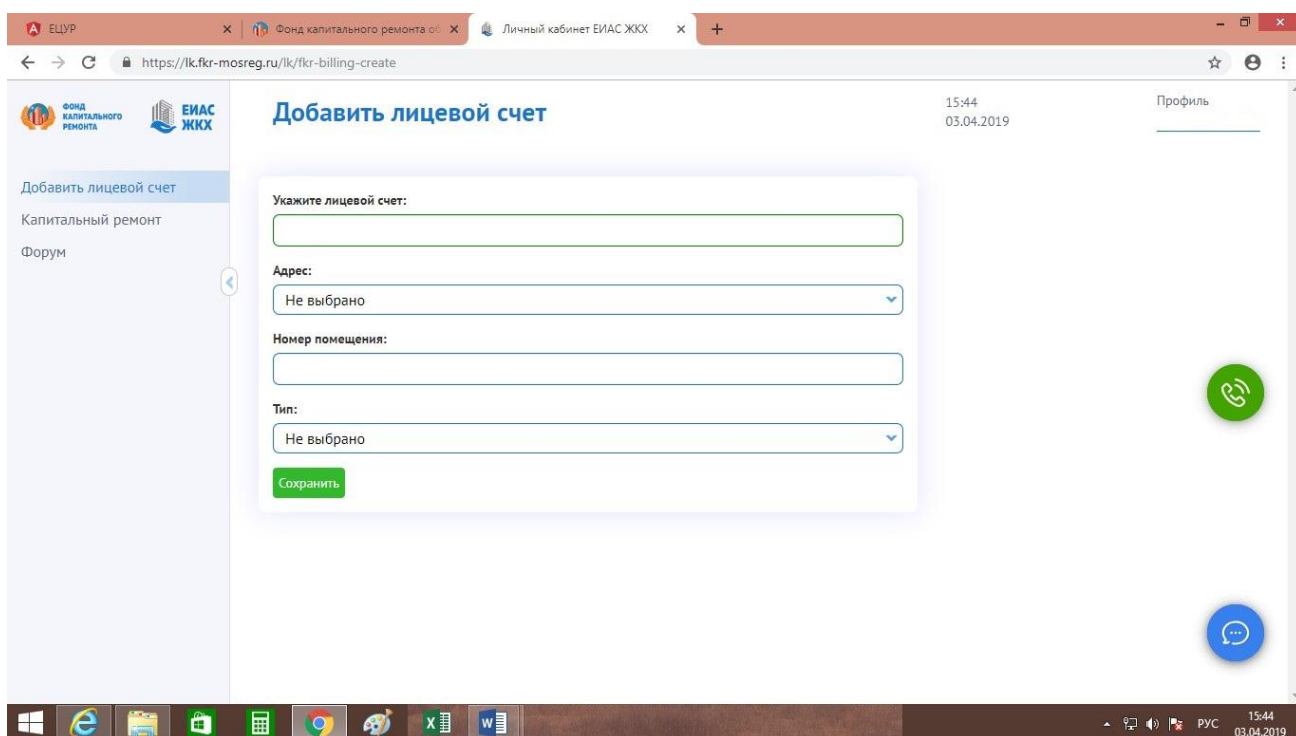 ЕЦУР
Фонд капитального ремонта об
Личный кабинет ЕИАС ЖКХ
https://lk.fkr-mosreg.ru/lk/fkr-billing-create
ФОНД
КАПИТАЛЬНОГО
РЕМОНТА
ЕИАС
ЖКХ
Добавить лицевой счет
15:44
03.04.2019
Профиль
Добавить лицевой счет
Капитальный ремонт
Форум
Укажите лицевой счет:
Адрес:
Не выбрано
Номер помещения:
Тип:
Не выбрано
Сохранить
РУС
15:44
03.04.2019